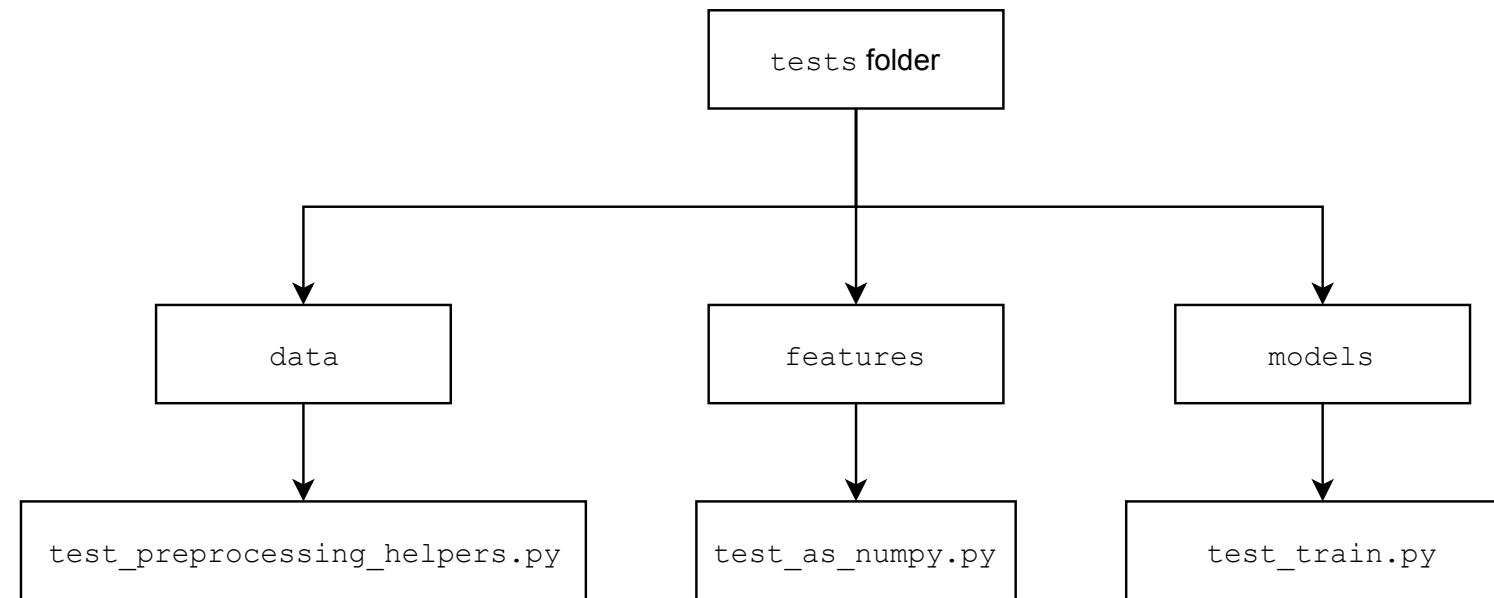 tests folder
data
features
models
test_preprocessing_helpers.py
test_as_numpy.py
test_train.py